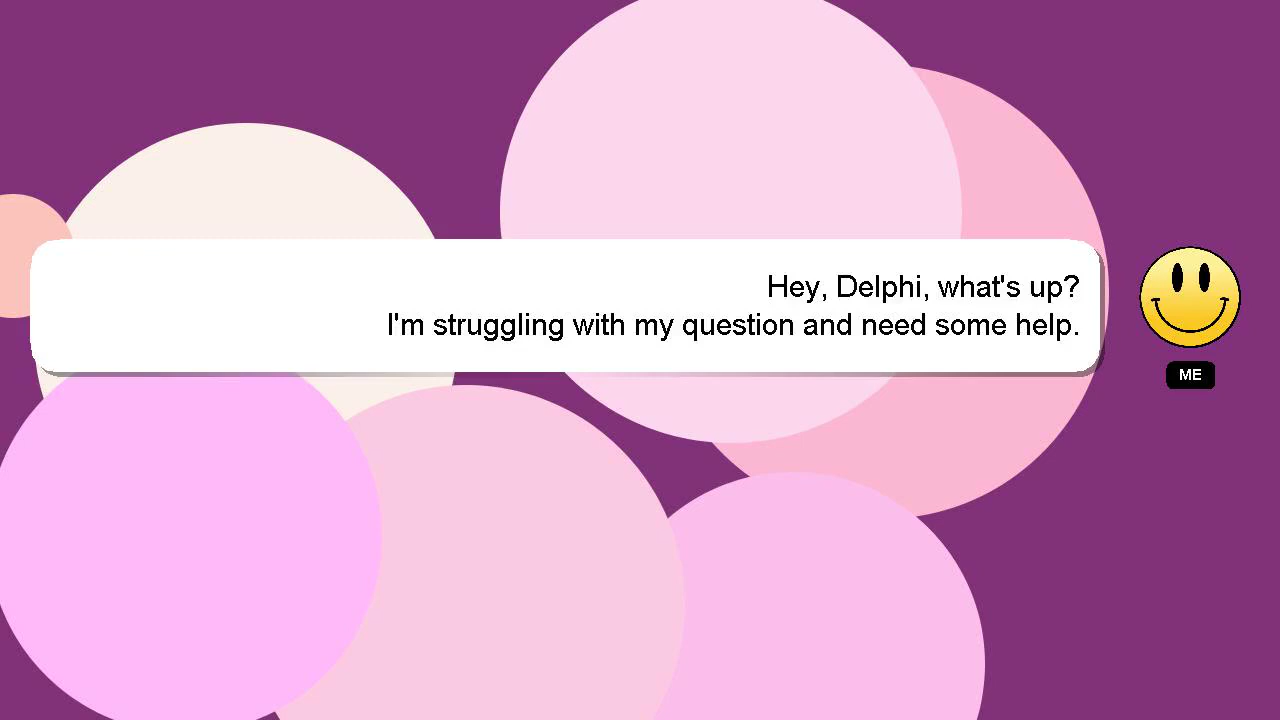 Hey, Delphi, what's up?
I'm struggling with my question and need some help.
ME